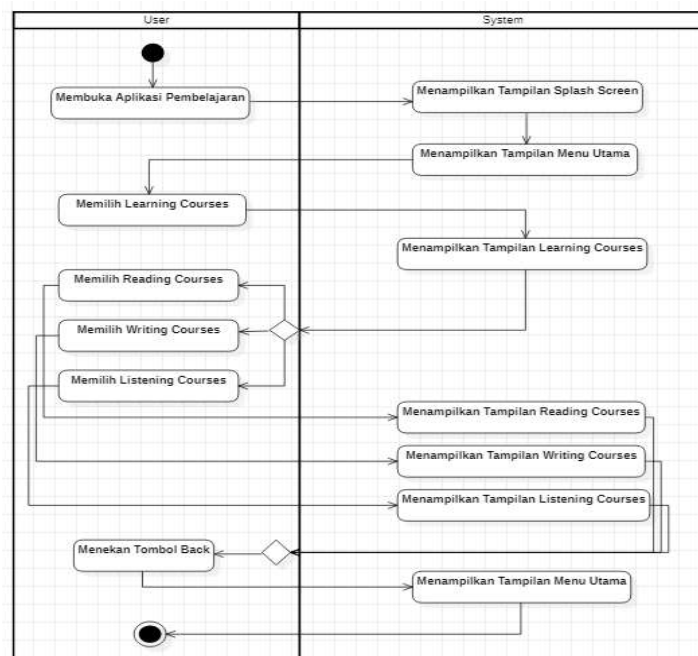 User
System
Membuka Aplikasi Pembelajaran
Menampilkan Tampilan Splash Screen
Menampilkan Tampilan Menu Utama
Memilih Learning Courses
Menampilkan Tampilan Learning Courses
Memilih Reading Courses
Memilih Writing Courses
Memilih Listening Courses
Menampilkan Tampilan Reading Courses
Menampilkan Tampilan Writing Courses
Menampilkan Tampilan Listening Courses
Menekan Tombol Back
Menampilkan Tampilan Menu Utama